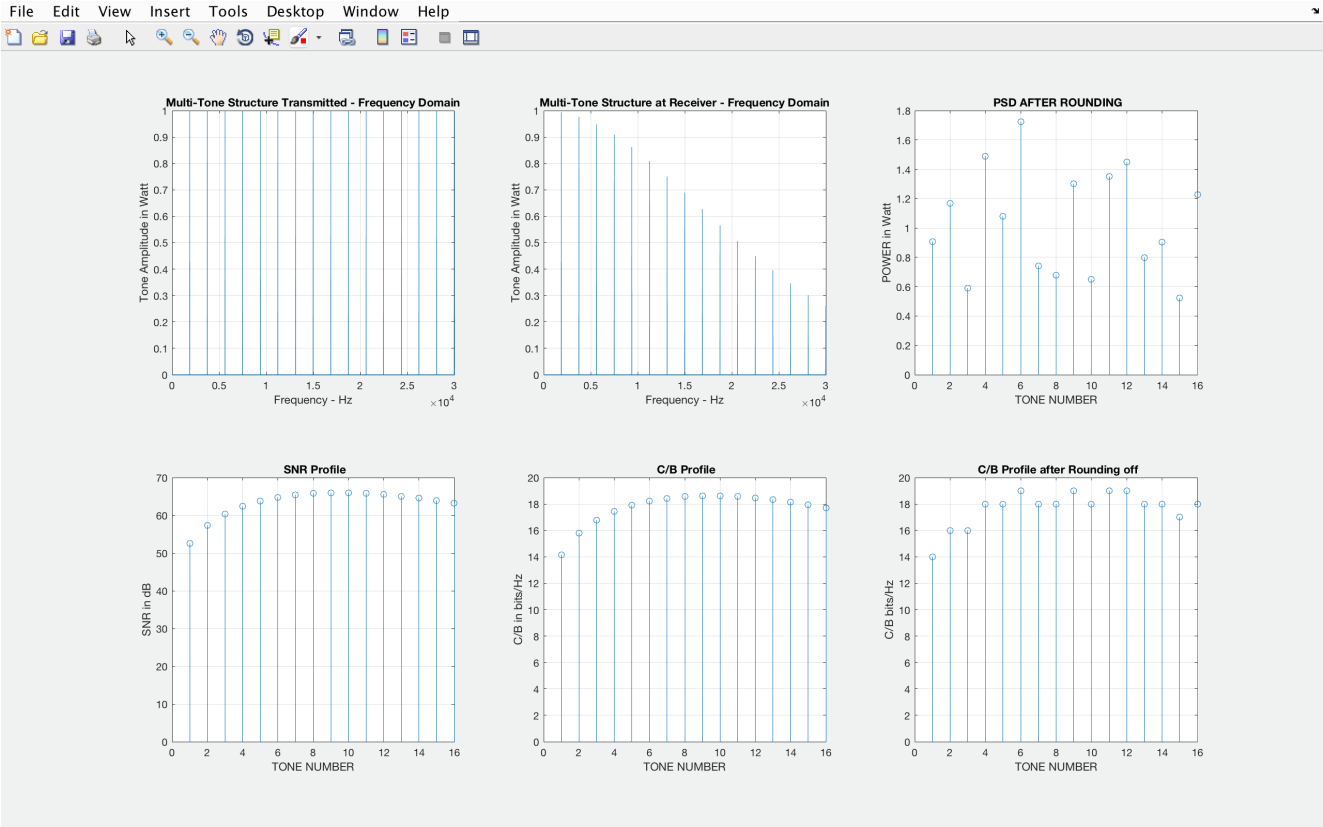 File Edit View Insert Tools Desktop Window Help
Multi-Tone Structure Transmitted - Frequency Domain
1
0.9
0.8
0.7
0.6
0.5
0.4
0.3
0.2
0.1
0
Tone Amplitude in Watt
0 0.5 1 1.5 2 2.5 3
Frequency - Hz
×10⁴
Multi-Tone Structure at Receiver - Frequency Domain
1
0.9
0.8
0.7
0.6
0.5
0.4
0.3
0.2
0.1
0
Tone Amplitude in Watt
0 0.5 1 1.5 2 2.5 3
Frequency - Hz
×10⁴
PSD AFTER ROUNDING
1.8
1.6
1.4
1.2
1
0.8
0.6
0.4
0.2
0
POWER in Watt
0 2 4 6 8 10 12 14 16
TONE NUMBER
SNR Profile
70
60
50
40
30
20
10
0
SNR in dB
0 2 4 6 8 10 12 14 16
TONE NUMBER
C/B Profile
20
18
16
14
12
10
8
6
4
2
0
C/B in bits/Hz
0 2 4 6 8 10 12 14 16
TONE NUMBER
C/B Profile after Rounding off
20
18
16
14
12
10
8
6
4
2
0
C/B bits/Hz
0 2 4 6 8 10 12 14 16
TONE NUMBER